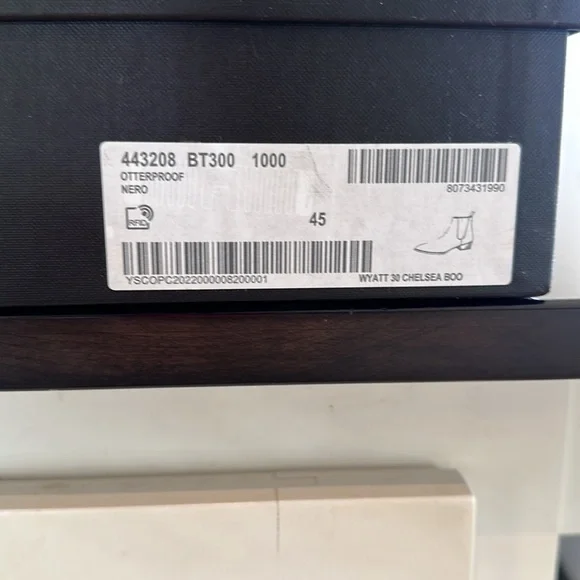 443208 BT300 1000
OTTERPROOF
NERO
8073431990
RFID
45
YSCOPC2022000008200001
WYATT 30 CHELSEA BOO